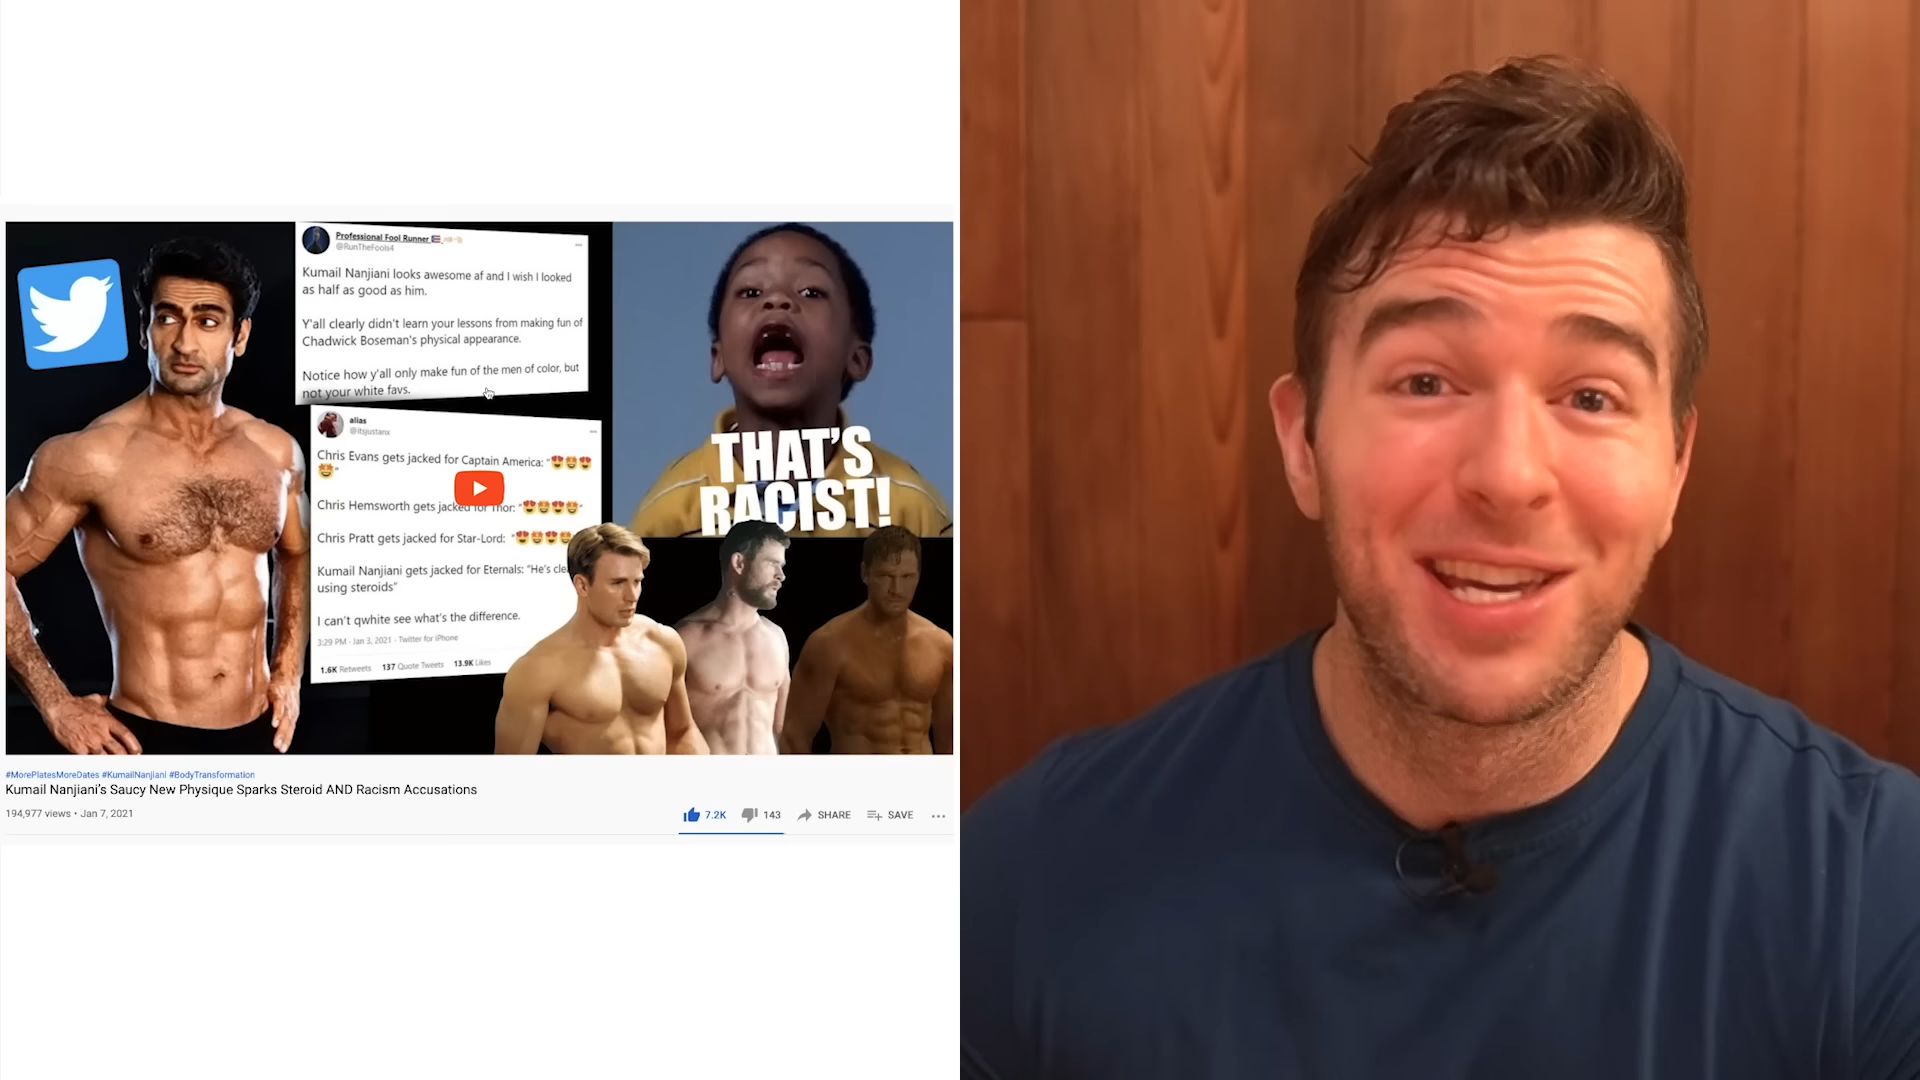 Professional Fool Runner
@RunTheFools4
Kumail Nanjiani looks awesome af and I wish I looked
as half as good as him.
Y'all clearly didn't learn your lessons from making fun of
Chadwick Boseman's physical appearance.
Notice how y'all only make fun of the men of color, but
not your white favs.
alias
@itsjustanx
Chris Evans gets jacked for Captain America: "
"
Chris Hemsworth gets jacked for Thor: "
"
Chris Pratt gets jacked for Star-Lord: "
Kumail Nanjiani gets jacked for Eternals: "He's
using steroids"
I can't qwhite see what's the difference.
3:29 PM · Jan 3, 2021 · Twitter for iPhone
1.6K Retweets 137 Quote Tweets 13.9K Likes
THAT'S
RACIST!
#MorePlatesMoreDates #KumailNanjiani #BodyTransformation
Kumail Nanjiani's Saucy New Physique Sparks Steroid AND Racism Accusations
194,977 views • Jan 7, 2021
7.2K 143 SHARE SAVE